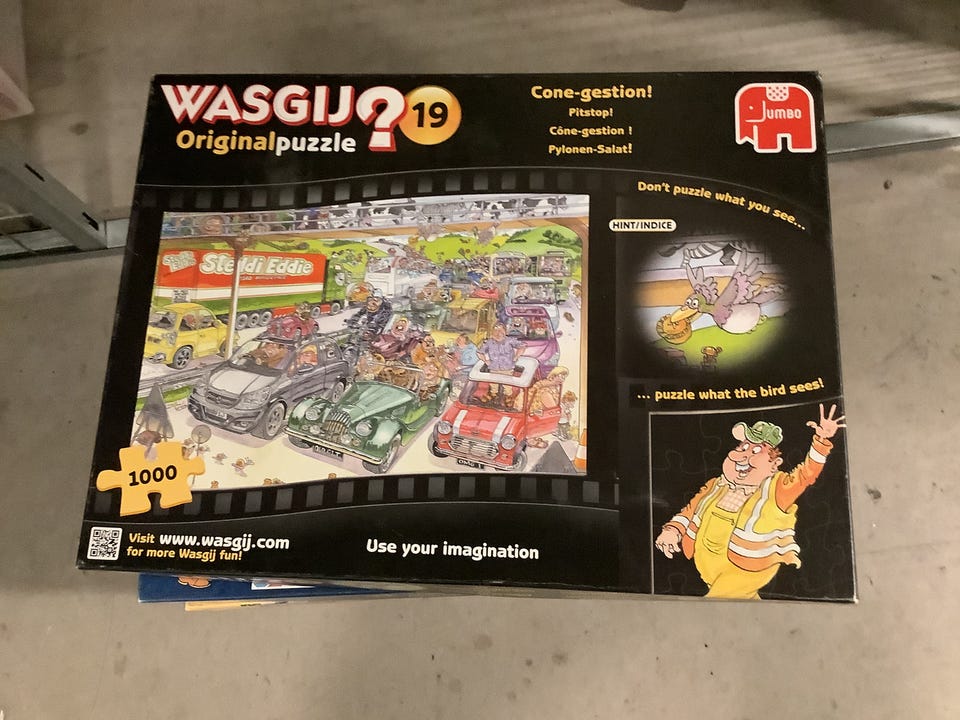 WASGIJ? 19
Originalpuzzle
Cone-gestion!
Pitstop!
Cône-gestion !
Pylonen-Salat!
JUMBO
Don't puzzle what you see...
HINT/INDICE
Steddi Eddie
... puzzle what the bird sees!
1000
Visit www.wasgij.com
for more Wasgij fun!
Use your imagination